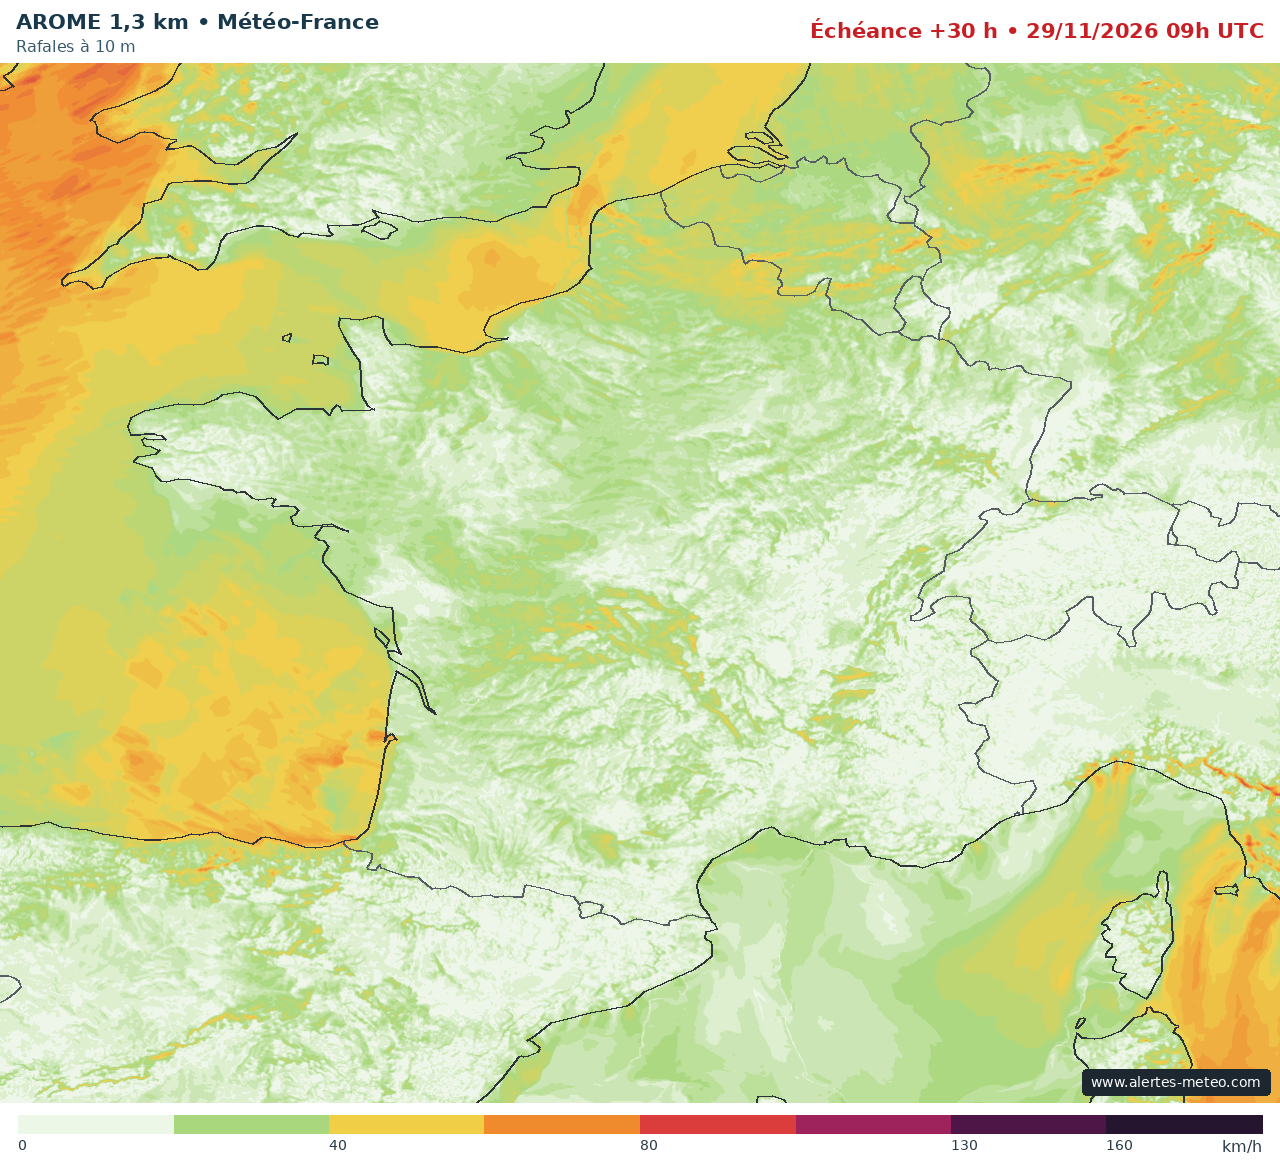 AROME 1,3 km • Météo-France
Rafales à 10 m
Échéance +30 h • 29/11/2026 09h UTC
www.alertes-meteo.com
0 40 80 130 160 km/h